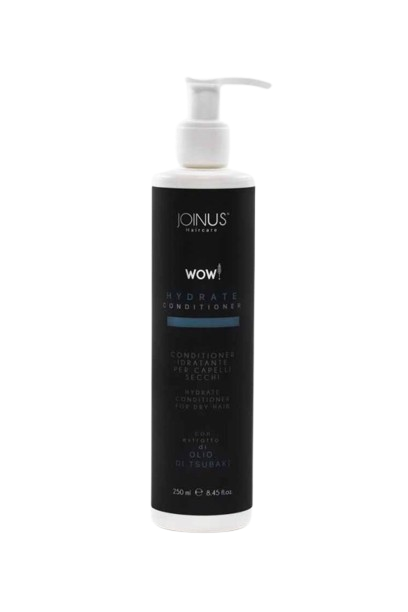 JOINUS
Haircare
WOW!
HYDRATE
CONDITIONER
CONDITIONER
IDRATANTE
PER CAPELLI
SECCHI
HYDRATE
CONDITIONER
FOR DRY HAIR
con
estratto
di
OLIO
DI TSUBAKI
250 ml ℮ 8,45 fl.oz.